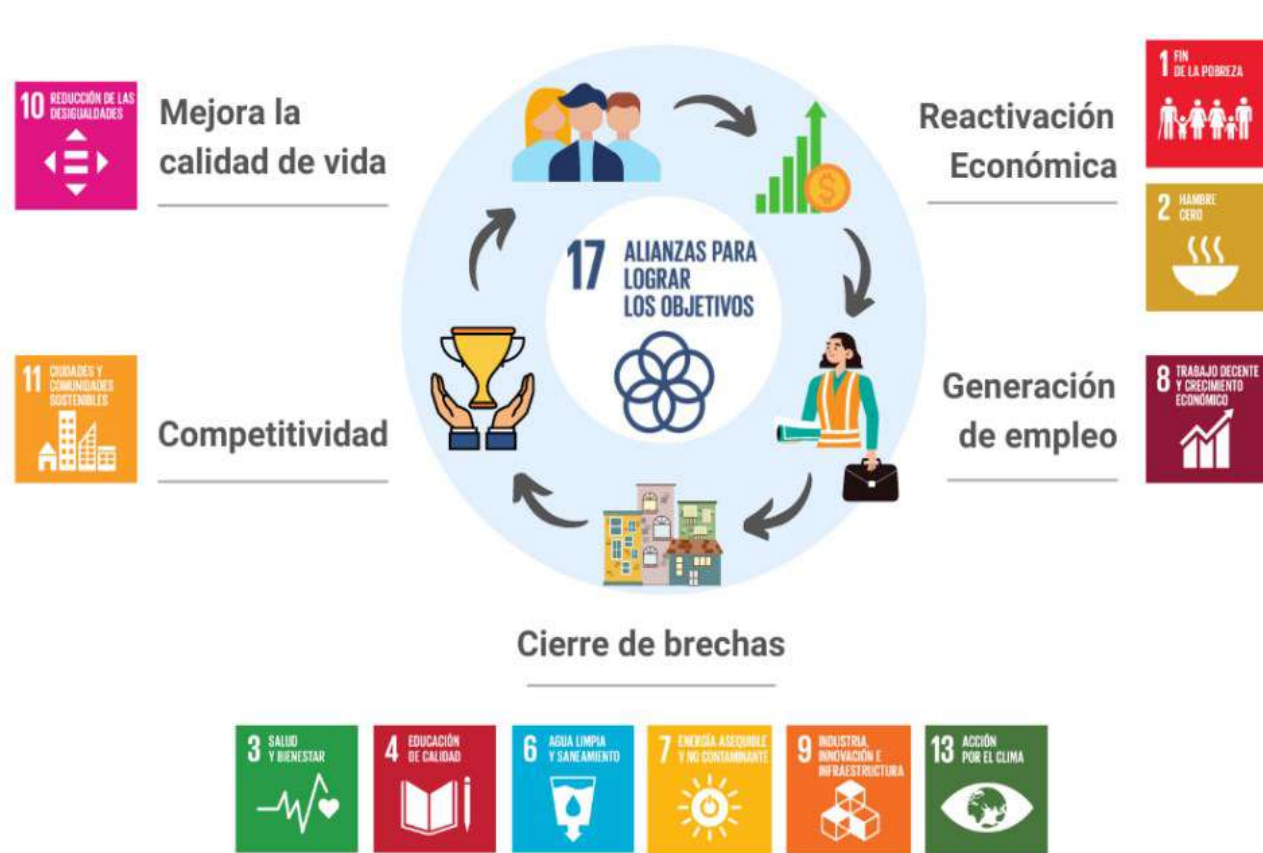 10 REDUCCIÓN DE LAS
DESIGUALDADES
Mejora la
calidad de vida
Reactivación
Económica
1 FIN
DE LA POBREZA
2 HAMBRE
CERO
17 ALIANZAS PARA
LOGRAR
LOS OBJETIVOS
$
11 CIUDADES Y
COMUNIDADES
SOSTENIBLES
Competitividad
Generación
de empleo
8 TRABAJO DECENTE
Y CRECIMIENTO
ECONÓMICO
Cierre de brechas
3 SALUD
Y BIENESTAR
4 EDUCACIÓN
DE CALIDAD
6 AGUA LIMPIA
Y SANEAMIENTO
7 ENERGÍA ASEQUIBLE
Y NO CONTAMINANTE
9 INDUSTRIA,
INNOVACIÓN E
INFRAESTRUCTURA
13 ACCIÓN
POR EL CLIMA